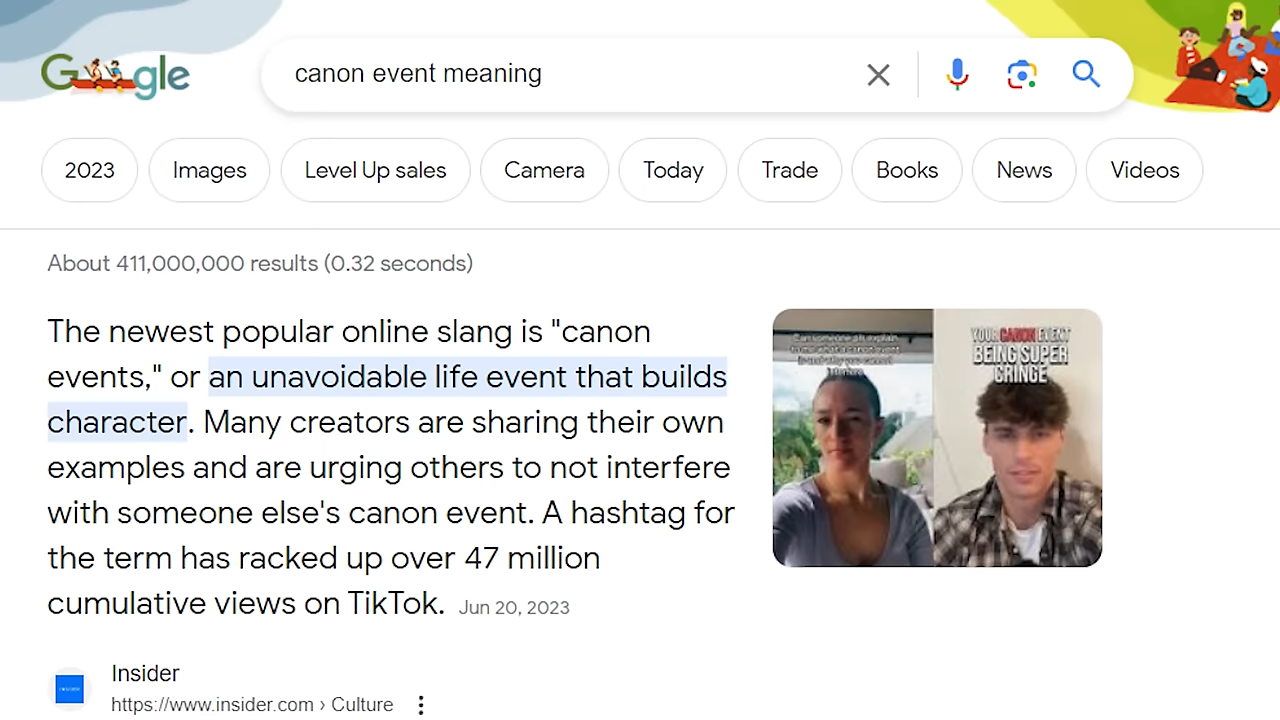 Google
canon event meaning
2023
Images
Level Up sales
Camera
Today
Trade
Books
News
Videos
About 411,000,000 results (0.32 seconds)
The newest popular online slang is "canon
events," or an unavoidable life event that builds
character. Many creators are sharing their own
examples and are urging others to not interfere
with someone else's canon event. A hashtag for
the term has racked up over 47 million
cumulative views on TikTok. Jun 20, 2023
YOUR CANON EVENT
BEING SUPER
CRINGE
Insider
https://www.insider.com › Culture